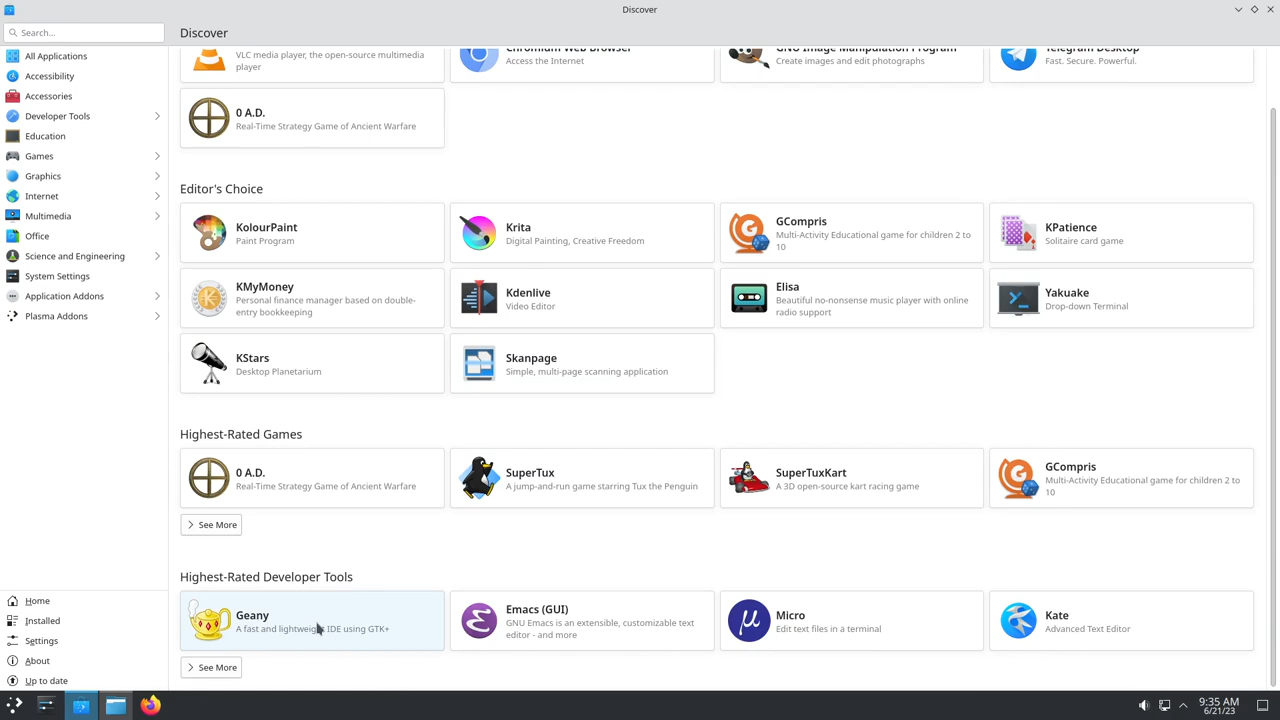 Discover
Search...
Discover
All Applications
Accessibility
Accessories
Developer Tools
Education
Games
Graphics
Internet
Multimedia
Office
Science and Engineering
System Settings
Application Addons
Plasma Addons
Home
Installed
Settings
About
Up to date
VLC media player, the open-source multimedia
player
Chromium Web Browser
Access the Internet
GNU Image Manipulation Program
Create images and edit photographs
Telegram Desktop
Fast. Secure. Powerful.
0 A.D.
Real-Time Strategy Game of Ancient Warfare
Editor's Choice
KolourPaint
Paint Program
Krita
Digital Painting, Creative Freedom
GCompris
Multi-Activity Educational game for children 2 to
10
KPatience
Solitaire card game
KMyMoney
Personal finance manager based on double-
entry bookkeeping
Kdenlive
Video Editor
Elisa
Beautiful no-nonsense music player with online
radio support
Yakuake
Drop-down Terminal
KStars
Desktop Planetarium
Skanpage
Simple, multi-page scanning application
Highest-Rated Games
0 A.D.
Real-Time Strategy Game of Ancient Warfare
SuperTux
A jump-and-run game starring Tux the Penguin
SuperTuxKart
A 3D open-source kart racing game
GCompris
Multi-Activity Educational game for children 2 to
10
See More
Highest-Rated Developer Tools
Geany
A fast and lightweight IDE using GTK+
Emacs (GUI)
GNU Emacs is an extensible, customizable text
editor - and more
Micro
Edit text files in a terminal
Kate
Advanced Text Editor
See More
9:35 AM
6/21/23